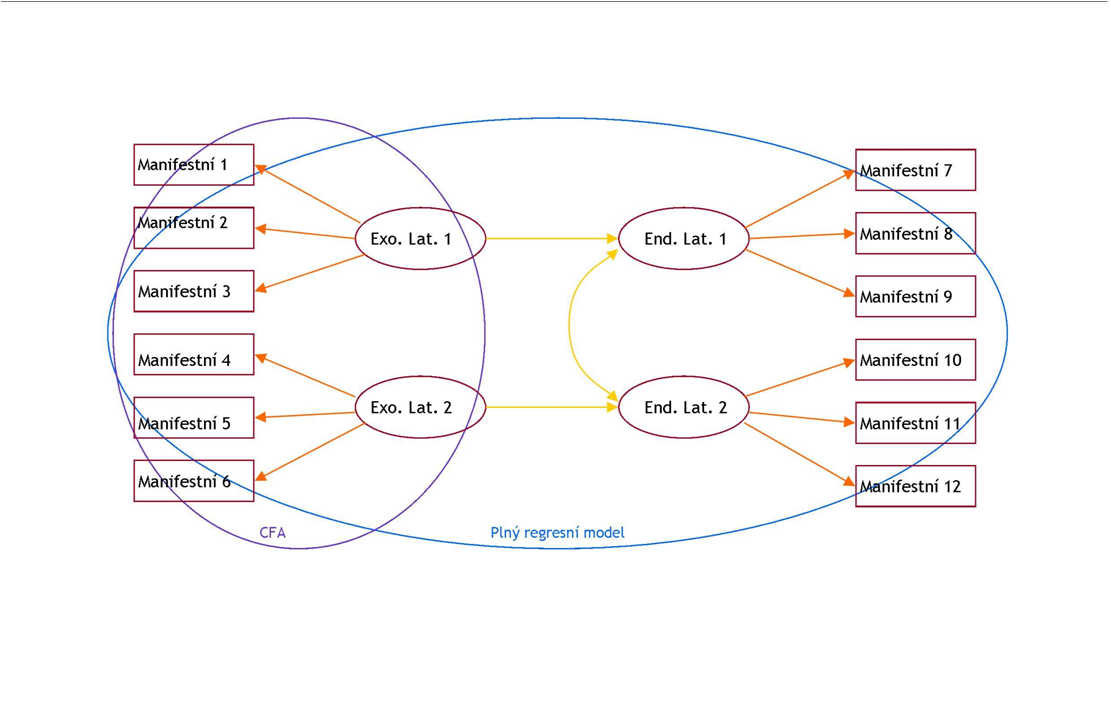 Manifestní 1
Manifestní 2
Manifestní 3
Manifestní 4
Manifestní 5
Manifestní 6
Exo. Lat. 1
Exo. Lat. 2
End. Lat. 1
End. Lat. 2
Manifestní 7
Manifestní 8
Manifestní 9
Manifestní 10
Manifestní 11
Manifestní 12
CFA
Plný regresní model